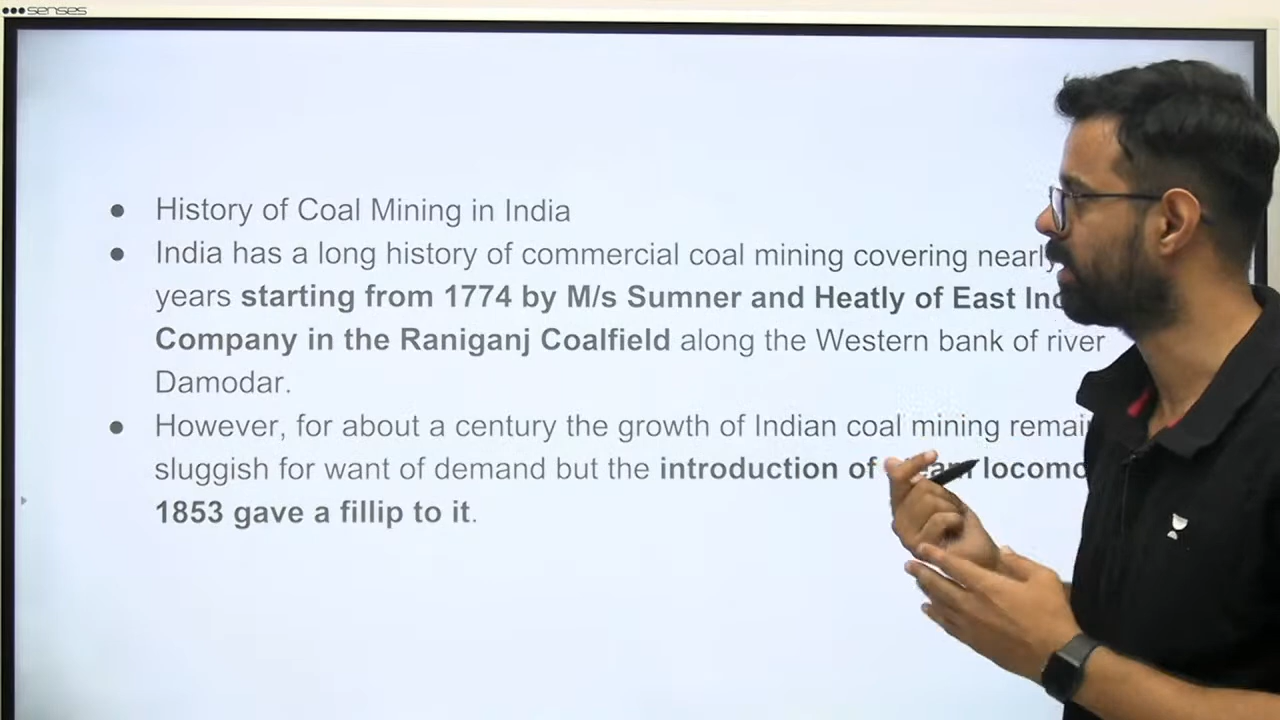 senses
● History of Coal Mining in India
● India has a long history of commercial coal mining covering nearly
years starting from 1774 by M/s Sumner and Heatly of East
Company in the Raniganj Coalfield along the Western bank of river
Damodar.
● However, for about a century the growth of Indian coal mining
sluggish for want of demand but the introduction of
1853 gave a fillip to it.